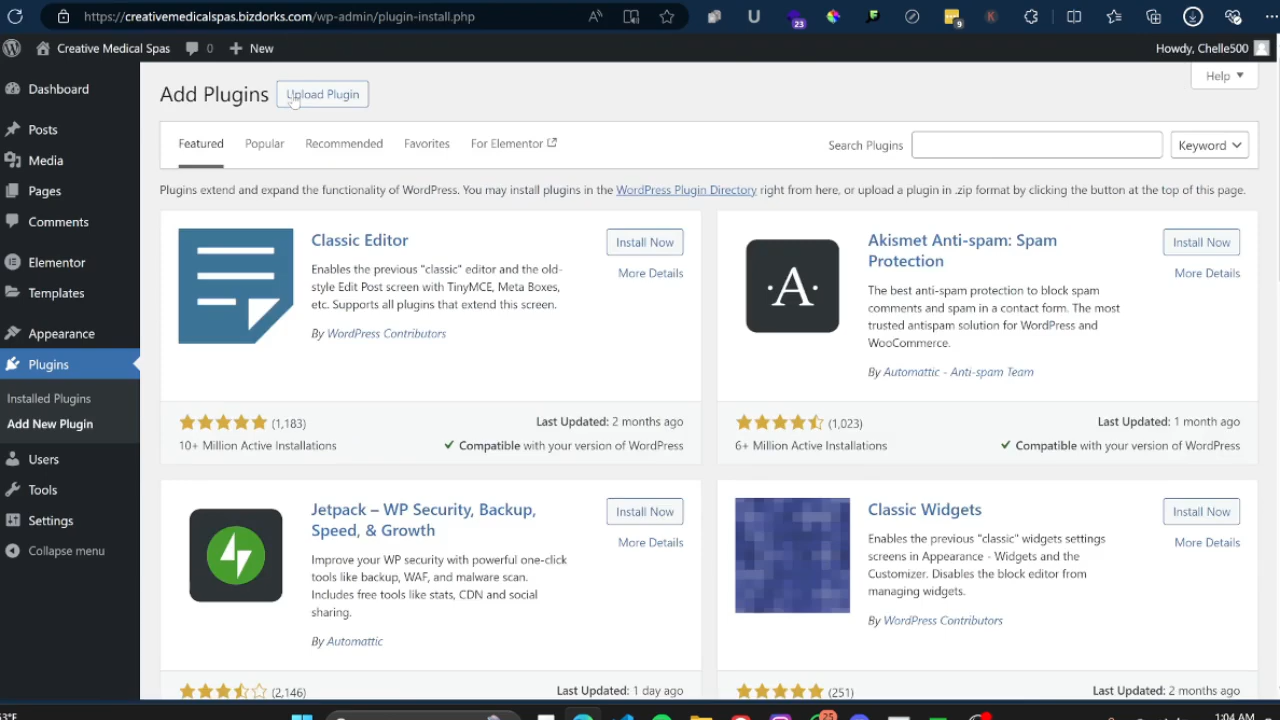 https://creativemedicalspas.bizdorks.com/wp-admin/plugin-install.php
A
U
23
F
9
K
Creative Medical Spas
0
New
Howdy, Chelle500
Dashboard
Posts
Media
Pages
Comments
Elementor
Templates
Appearance
Plugins
Installed Plugins
Add New Plugin
Users
Tools
Settings
Collapse menu
Help
Add Plugins
Upload Plugin
Featured
Popular
Recommended
Favorites
For Elementor
Search Plugins
Keyword
Plugins extend and expand the functionality of WordPress. You may install plugins in the WordPress Plugin Directory right from here, or upload a plugin in .zip format by clicking the button at the top of this page.
Classic Editor
Install Now
More Details
Enables the previous "classic" editor and the old-
style Edit Post screen with TinyMCE, Meta Boxes,
etc. Supports all plugins that extend this screen.
By WordPress Contributors
(1,183)
10+ Million Active Installations
Last Updated: 2 months ago
Compatible with your version of WordPress
·A·
Akismet Anti-spam: Spam
Protection
Install Now
More Details
The best anti-spam protection to block spam
comments and spam in a contact form. The most
trusted antispam solution for WordPress and
WooCommerce.
By Automattic - Anti-spam Team
(1,023)
6+ Million Active Installations
Last Updated: 1 month ago
Compatible with your version of WordPress
Jetpack – WP Security, Backup,
Speed, & Growth
Install Now
More Details
Improve your WP security with powerful one-click
tools like backup, WAF, and malware scan.
Includes free tools like stats, CDN and social
sharing.
By Automattic
(2,146)
Last Updated: 1 day ago
Classic Widgets
Install Now
More Details
Enables the previous "classic" widgets settings
screens in Appearance - Widgets and the
Customizer. Disables the block editor from
managing widgets.
By WordPress Contributors
(251)
Last Updated: 2 months ago
3°F
1:04 AM